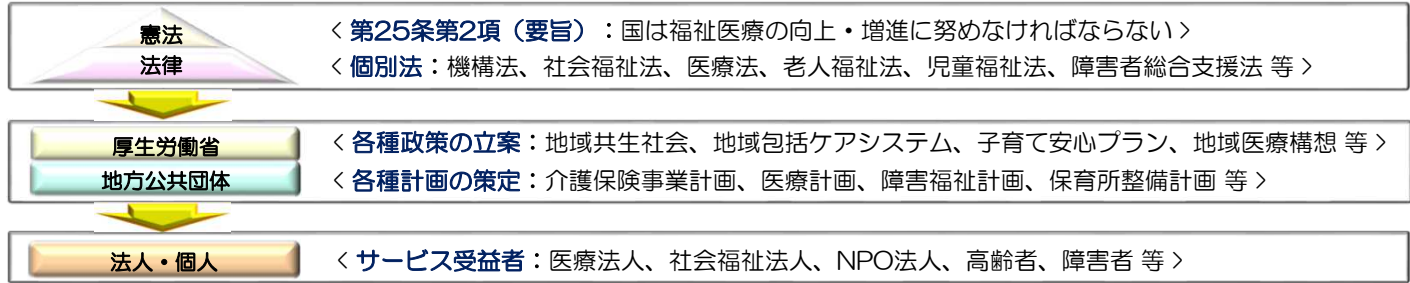 憲法 < 第25条第2項(要旨):国は福祉医療の向上・増進に努めなければならない >
法律 < 個別法:機構法、社会福祉法、医療法、老人福祉法、児童福祉法、障害者総合支援法 等 >
厚生労働省 < 各種政策の立案:地域共生社会、地域包括ケアシステム、子育て安心プラン、地域医療構想 等 >
地方公共団体 < 各種計画の策定:介護保険事業計画、医療計画、障害福祉計画、保育所整備計画 等 >
法人・個人 < サービス受益者:医療法人、社会福祉法人、NPO法人、高齢者、障害者 等 >